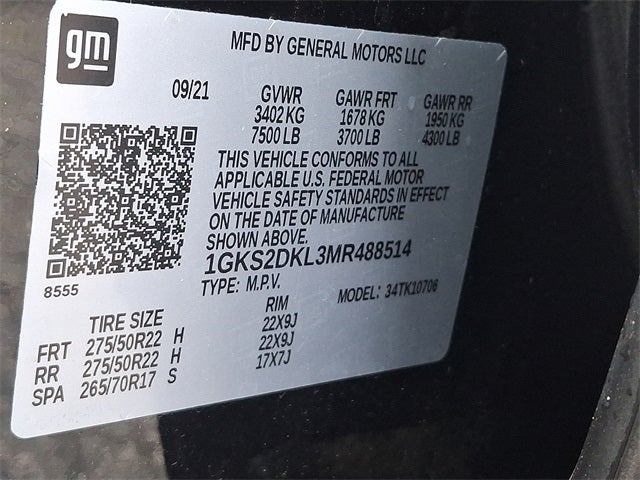 gm
MFD BY GENERAL MOTORS LLC
09/21 GVWR GAWR FRT GAWR RR
3402 KG 1678 KG 1950 KG
7500 LB 3700 LB 4300 LB
THIS VEHICLE CONFORMS TO ALL
APPLICABLE U.S. FEDERAL MOTOR
VEHICLE SAFETY STANDARDS IN EFFECT
ON THE DATE OF MANUFACTURE
SHOWN ABOVE.
1GKS2DKL3MR488514
8555
TYPE: M.P.V. MODEL: 34TK10706
TIRE SIZE RIM
FRT 275/50R22 H 22X9J
RR 275/50R22 H 22X9J
SPA 265/70R17 S 17X7J